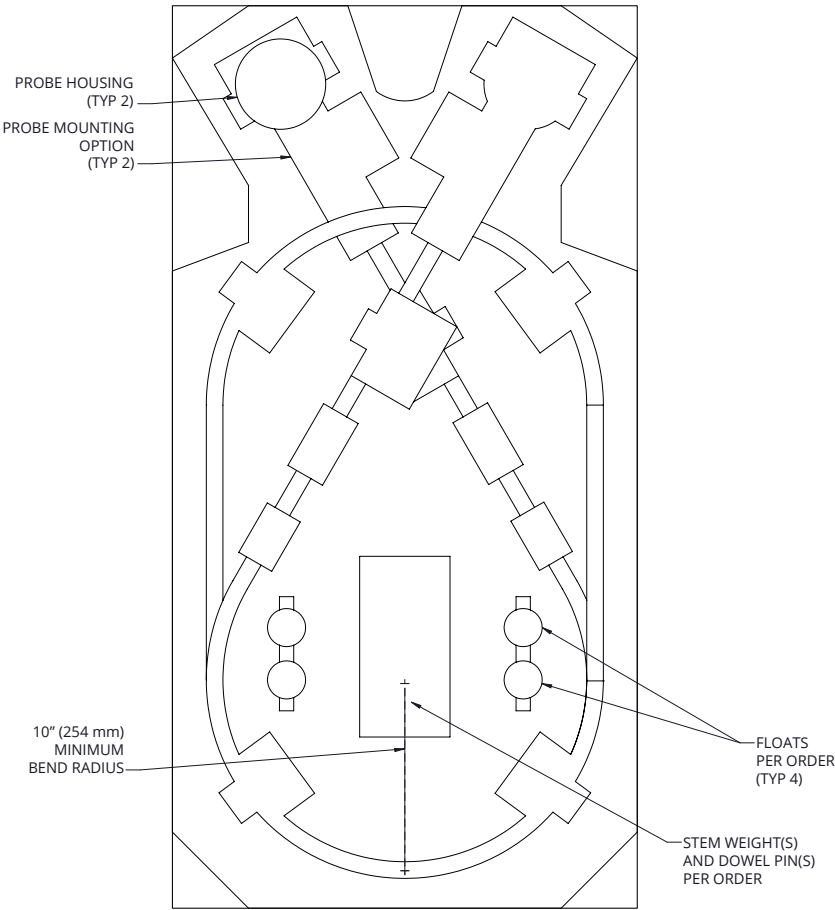 PROBE HOUSING
(TYP 2)
PROBE MOUNTING
OPTION
(TYP 2)
10” (254 mm)
MINIMUM
BEND RADIUS
FLOATS
PER ORDER
(TYP 4)
STEM WEIGHT(S)
AND DOWEL PIN(S)
PER ORDER